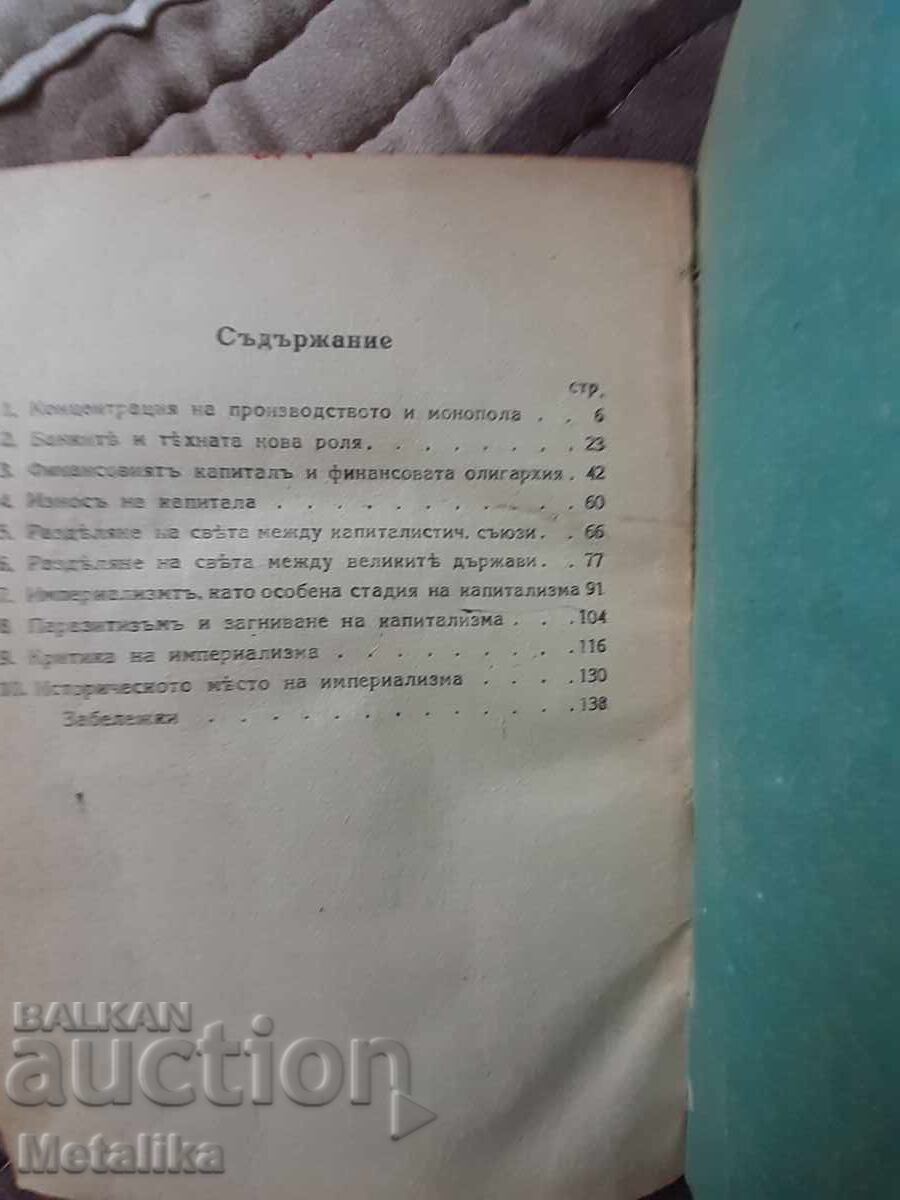 Съдържание
стр.
1. Концентрация на производството и монопола . . 6
2. Банкитѣ и тѣхната нова роля. . . . . . . 23
3. Финансовиятъ капиталъ и финансовата олигархия . 42
4. Износъ на капитала . . . . . . . . . . . 60
5. Раздѣляне на свѣта между капиталистич. съюзи. . 66
6. Раздѣляне на свѣта между великитѣ държави. . 77
7. Империализмътъ, като особена стадия на капитализма 91
8. Паразитизъмъ и загниване на капитализма . . . 104
9. Критика на империализма . . . . . . . . 116
10. Историческото мѣсто на империализма . . . . 130
Забележки . . . . . . . . . . . . . 138
BALKAN
auction
Metalika